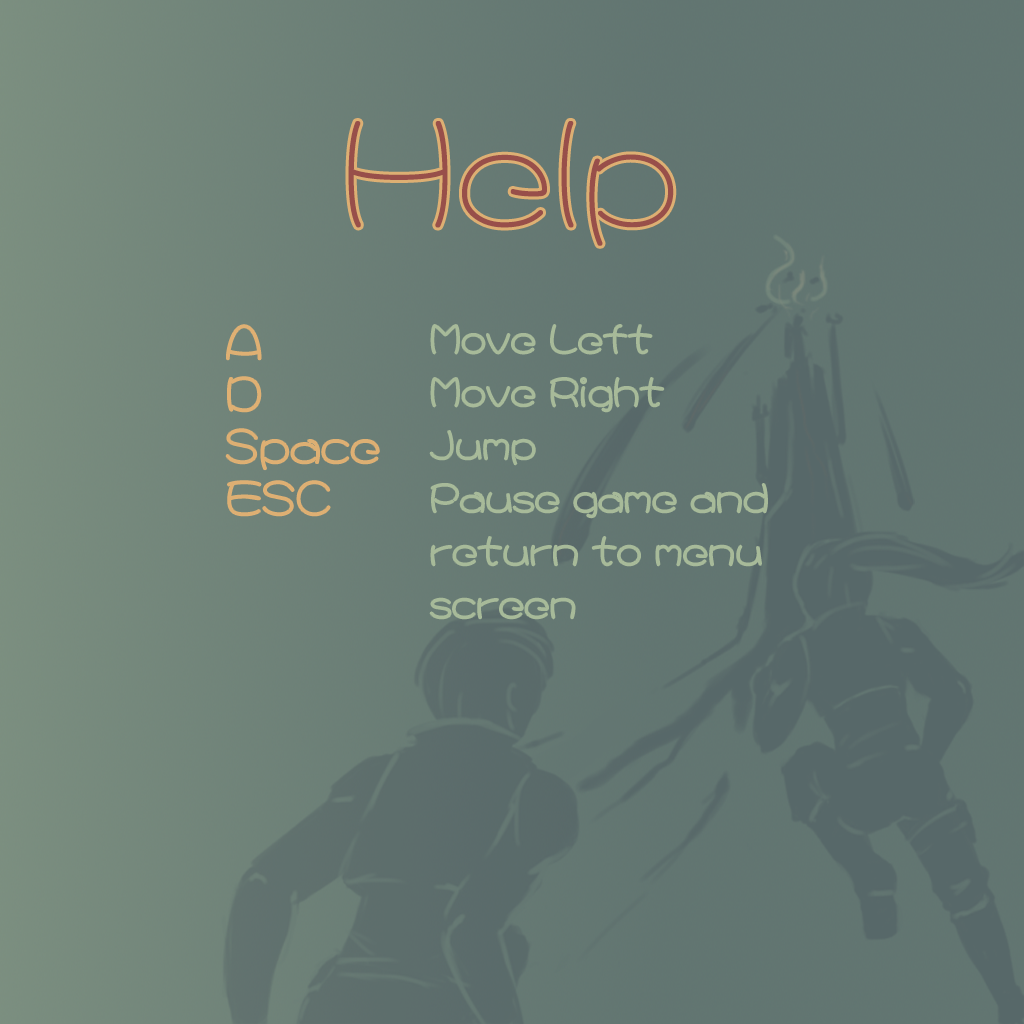 Help
A Move Left
D Move Right
Space Jump
ESC Pause game and
return to menu
screen